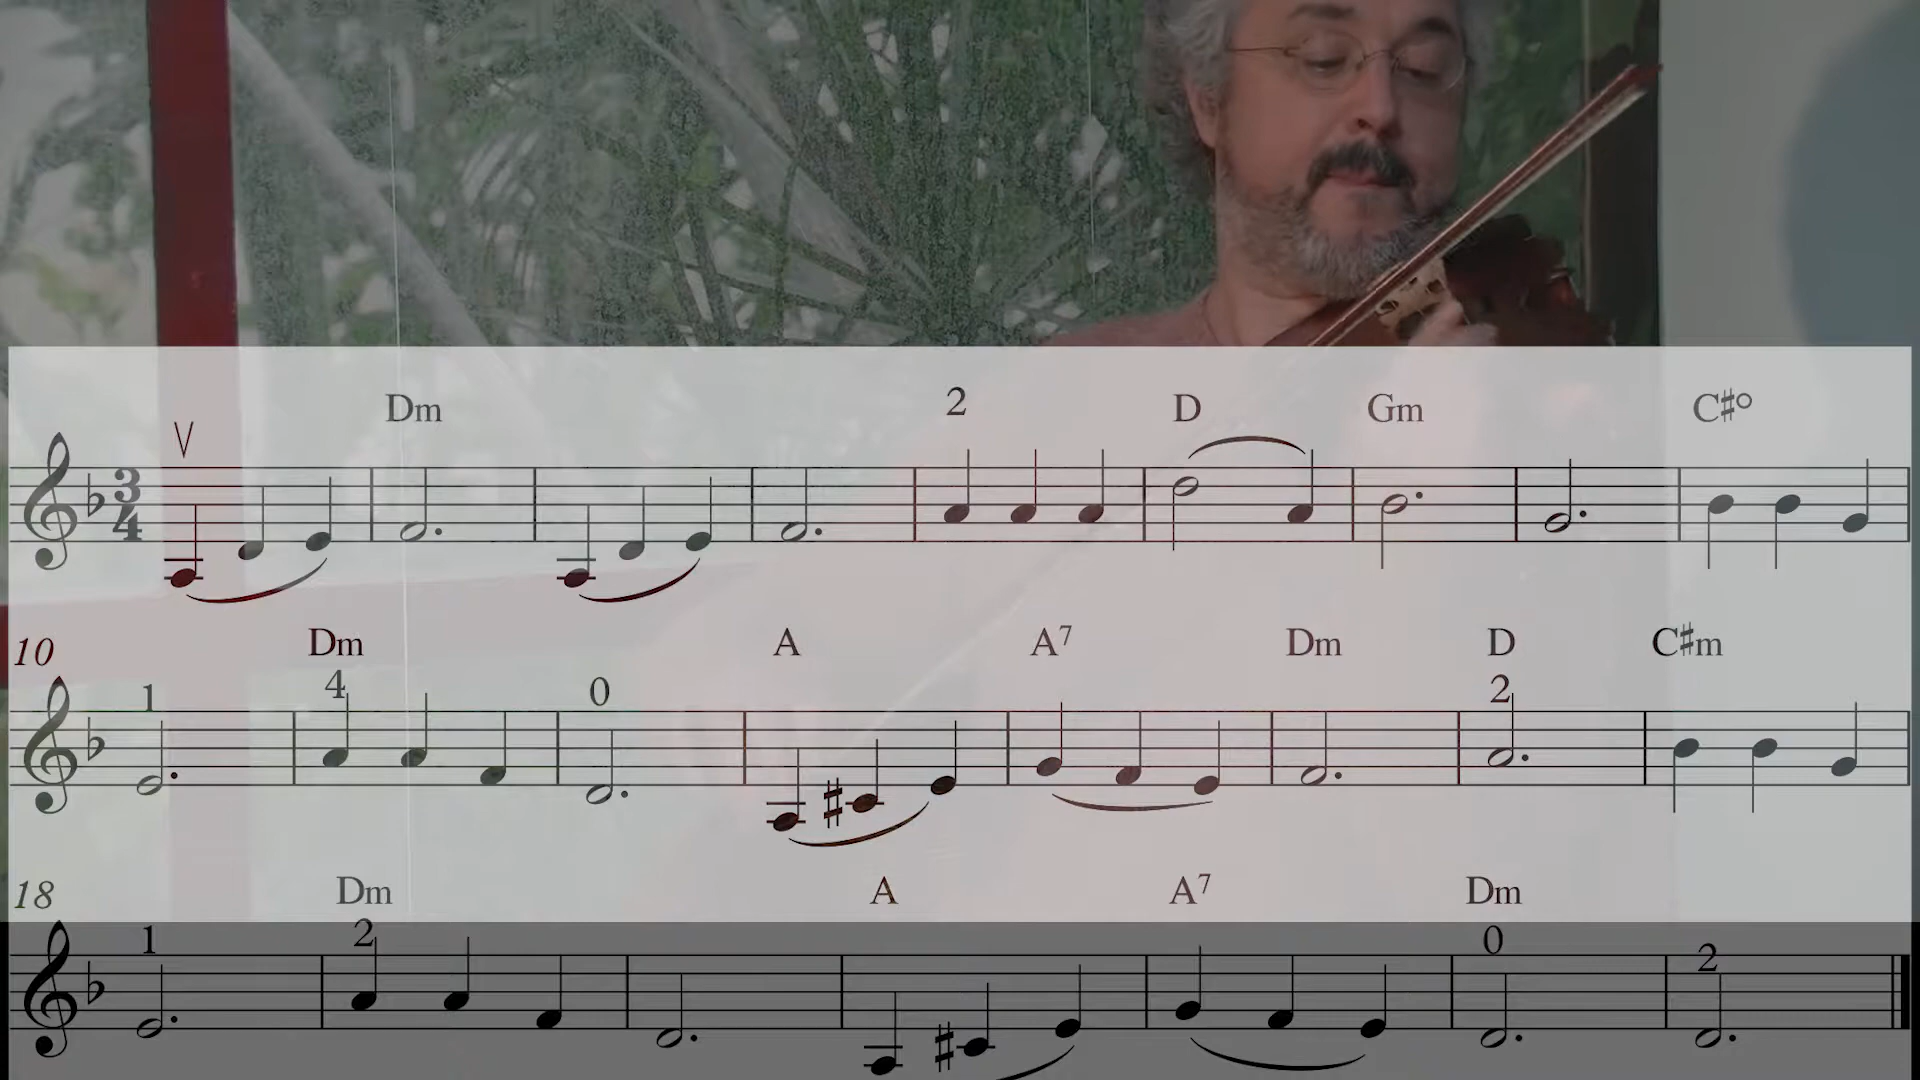 Dm 2 D Gm C♯°
3
4
10 Dm A A7 Dm D C♯m
1 4 0 2
18 Dm A A7 Dm
1 2 0 2